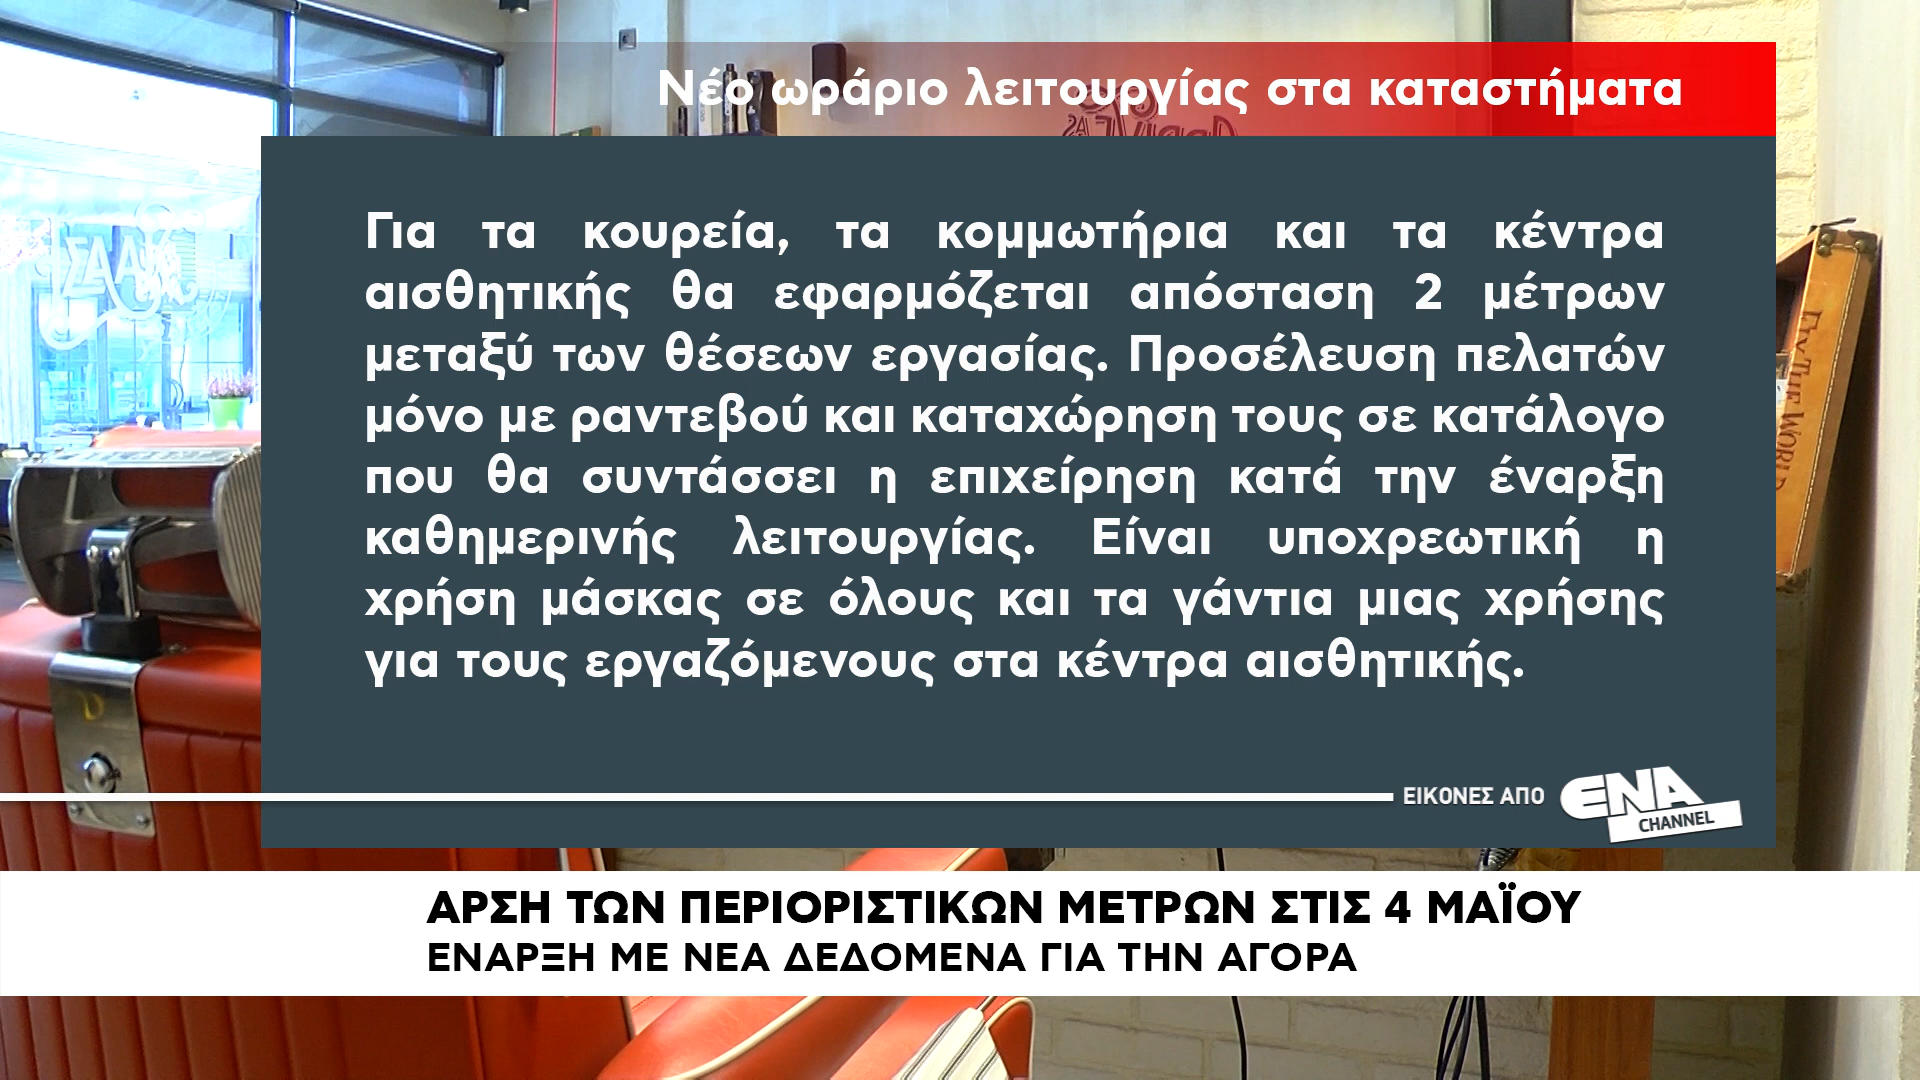 Νέο ωράριο λειτουργίας στα καταστήματα
Για τα κουρεία, τα κομμωτήρια και τα κέντρα
αισθητικής θα εφαρμόζεται απόσταση 2 μέτρων
μεταξύ των θέσεων εργασίας. Προσέλευση πελατών
μόνο με ραντεβού και καταχώρηση τους σε κατάλογο
που θα συντάσσει η επιχείρηση κατά την έναρξη
καθημερινής λειτουργίας. Είναι υποχρεωτική η
χρήση μάσκας σε όλους και τα γάντια μιας χρήσης
για τους εργαζόμενους στα κέντρα αισθητικής.
ΕΙΚΟΝΕΣ ΑΠΟ
ENA
CHANNEL
ΑΡΣΗ ΤΩΝ ΠΕΡΙΟΡΙΣΤΙΚΩΝ ΜΕΤΡΩΝ ΣΤΙΣ 4 ΜΑΪΟΥ
ΕΝΑΡΞΗ ΜΕ ΝΕΑ ΔΕΔΟΜΕΝΑ ΓΙΑ ΤΗΝ ΑΓΟΡΑ
THE WORLD